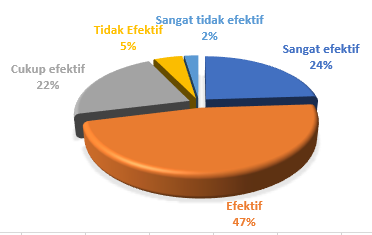 Sangat tidak efektif
2%
Tidak Efektif
5%
Sangat efektif
24%
Cukup efektif
22%
Efektif
47%